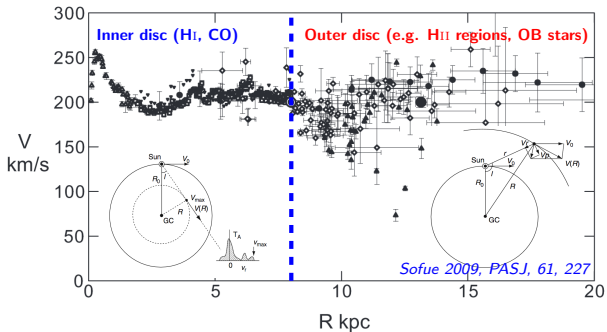 Inner disc (HI, CO)
Outer disc (e.g. HII regions, OB stars)
300
250
200
V
km/s
150
100
50
0
0
5
10
15
20
R kpc
Sun
V₀
l
R₀
R
Vmax
V(R)
GC
TA
vmax
0
vr
Sun
V₀
l
r
R₀
R
Vr
Vp
V₀
V(R)
GC
Sofue 2009, PASJ, 61, 227